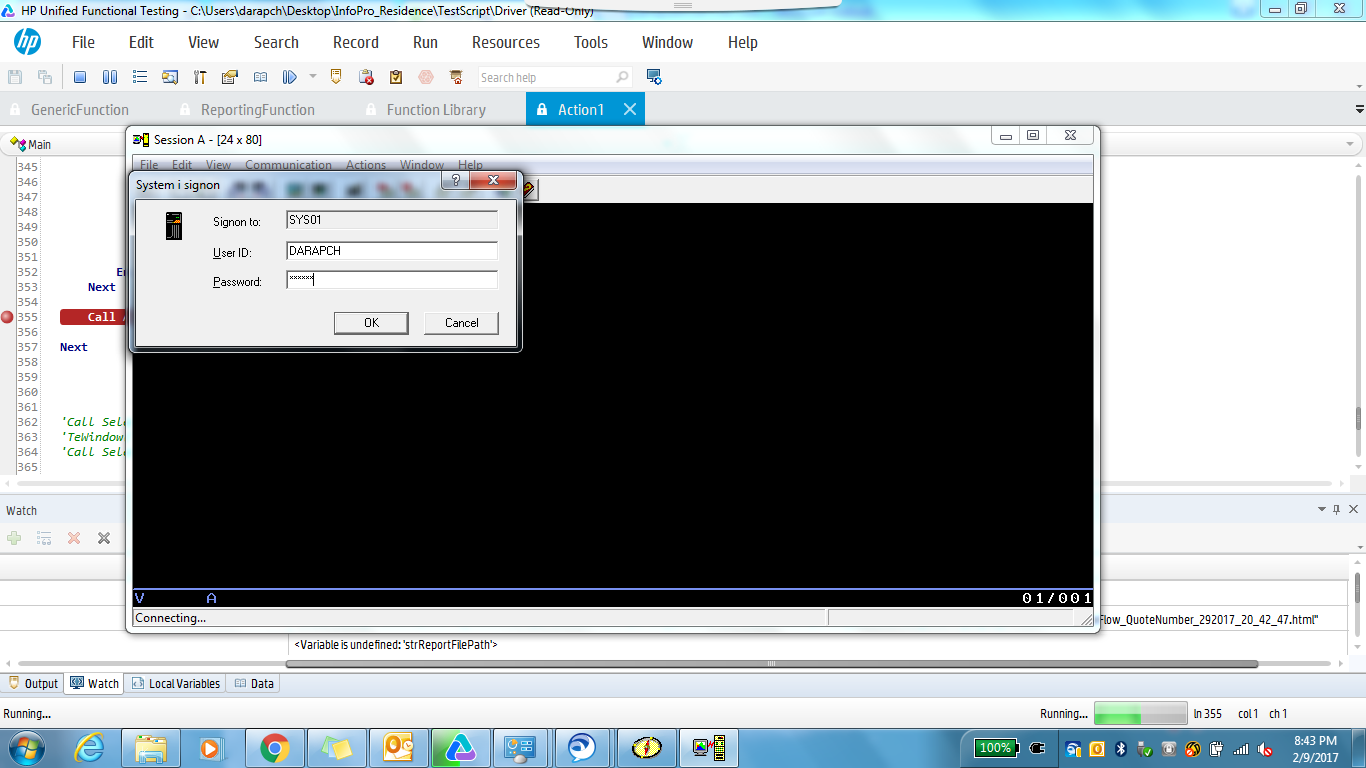 HP Unified Functional Testing - C:\Users\darapch\Desktop\InfoPro_Residence\TestScript\Driver (Read-Only)
hp File Edit View Search Record Run Resources Tools Window Help
Search help
GenericFunction ReportingFunction Function Library Action1
Main
Session A - [24 x 80]
File Edit View Communication Actions Window Help
System i signon
Signon to: SYS01
User ID: DARAPCH
Password: ******
OK Cancel
345
346
347
348
349
350
351
352
353 Next
354
355 Call
356
357 Next
358
359
360
361
362 'Call Sel
363 'TeWindow
364 'Call Sel
365
V A 01/001
Connecting...
Watch
Flow_QuoteNumber_292017_20_42_47.html"
<Variable is undefined: 'strReportFilePath'>
Output Watch Local Variables Data
Running... Running... ln 355 col 1 ch 1
100% 8:43 PM
2/9/2017